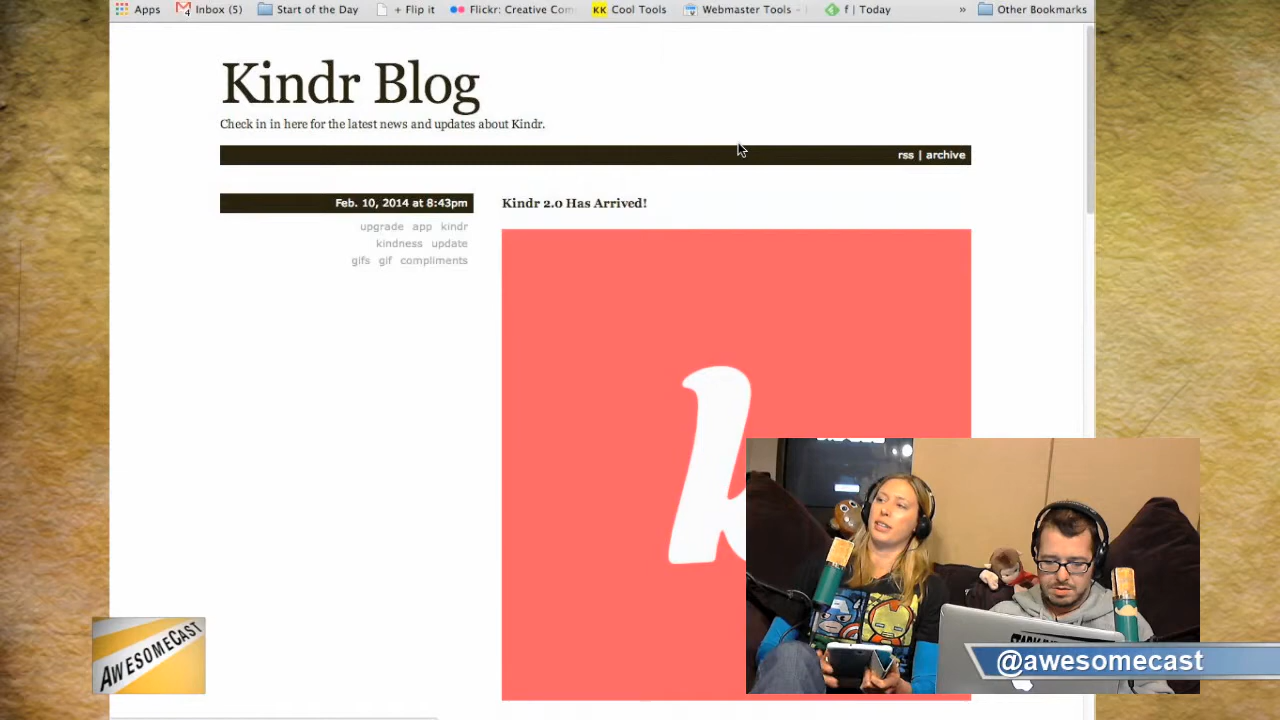 Apps Inbox (5) Start of the Day + Flip it Flickr: Creative Com KK Cool Tools Webmaster Tools - f | Today » Other Bookmarks
4
Kindr Blog
Check in in here for the latest news and updates about Kindr.
rss | archive
Feb. 10, 2014 at 8:43pm
Kindr 2.0 Has Arrived!
upgrade app kindr
kindness update
gifs gif compliments
k
AWESOMECAST
@awesomecast